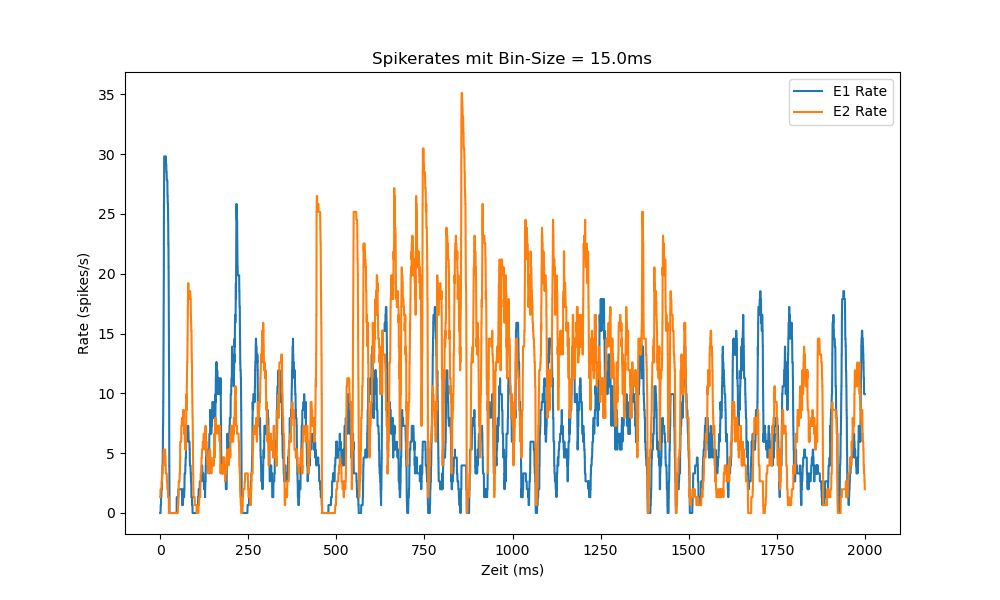 Spikerates mit Bin-Size = 15.0ms
E1 Rate
E2 Rate
35
30
25
20
15
10
5
0
Rate (spikes/s)
0 250 500 750 1000 1250 1500 1750 2000
Zeit (ms)